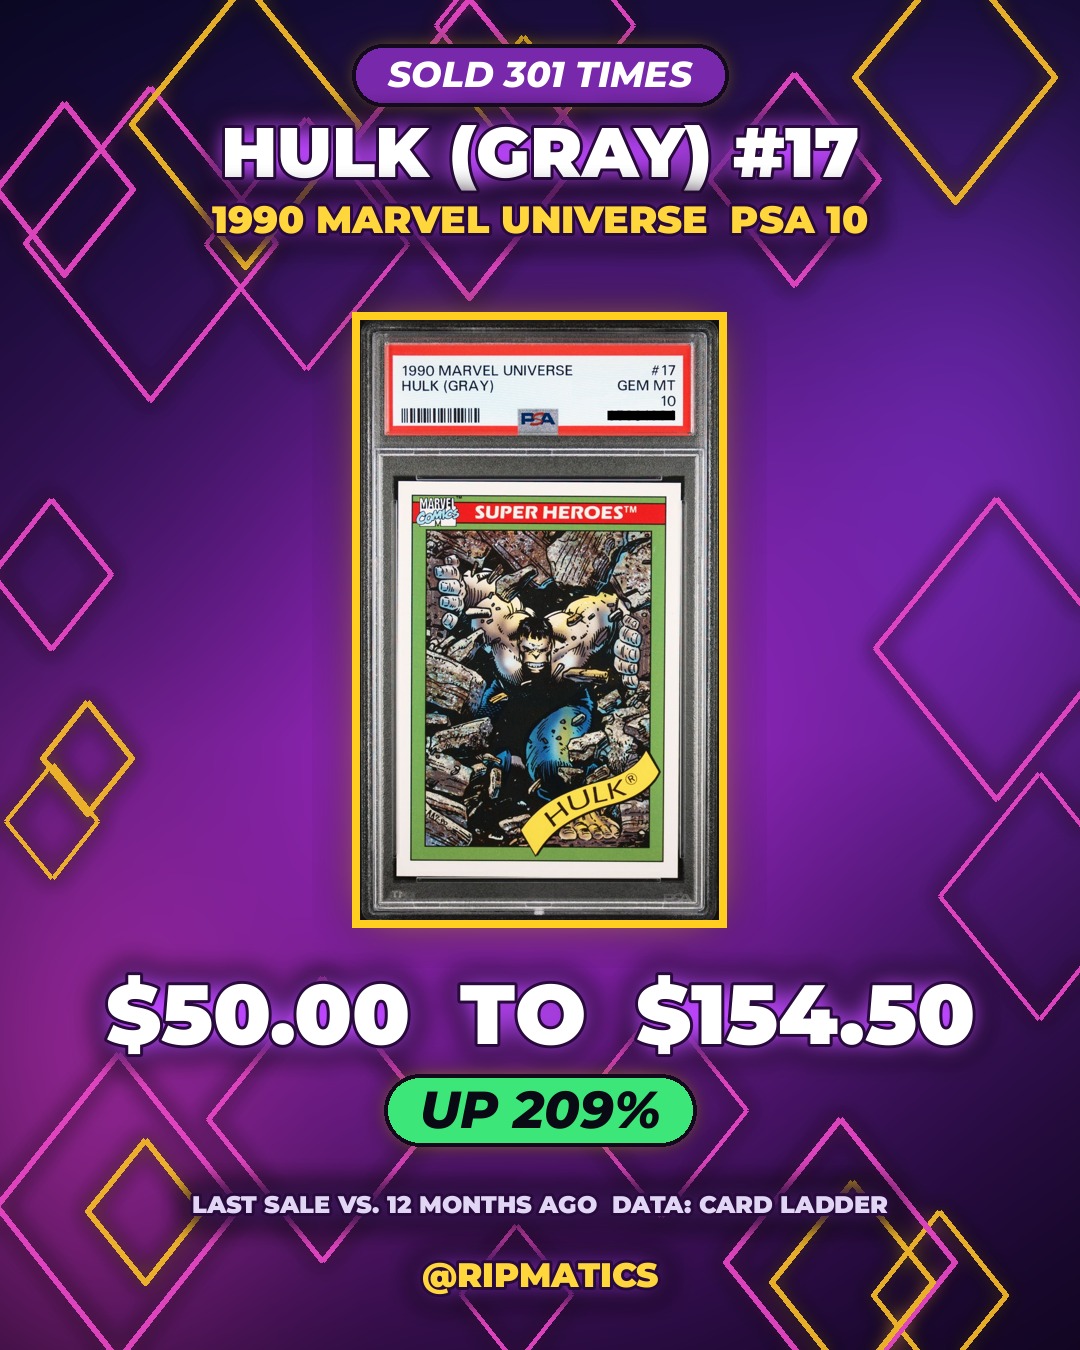 SOLD 301 TIMES
HULK (GRAY) #17
1990 MARVEL UNIVERSE PSA 10
1990 MARVEL UNIVERSE #17
HULK (GRAY) GEM MT
10
PSA
MARVEL COMICS
SUPER HEROES™
HULK®
$50.00 TO $154.50
UP 209%
LAST SALE VS. 12 MONTHS AGO DATA: CARD LADDER
@RIPMATICS